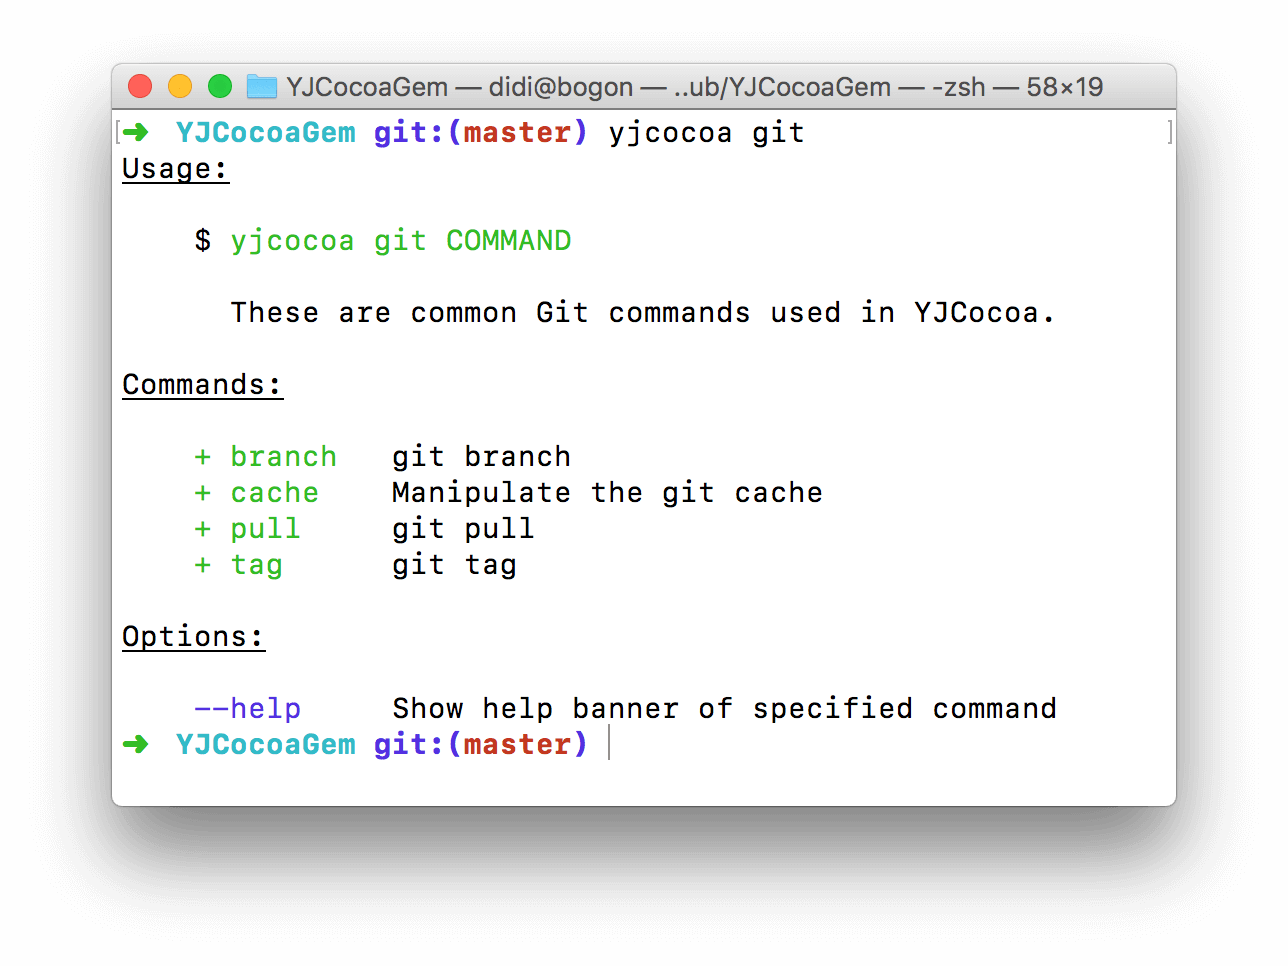 YJCocoaGem — didi@bogon — ..ub/YJCocoaGem — -zsh — 58×19
[➜  YJCocoaGem git:(master) yjcocoa git ]
Usage:
$ yjcocoa git COMMAND
These are common Git commands used in YJCocoa.
Commands:
+ branch   git branch
+ cache    Manipulate the git cache
+ pull     git pull
+ tag      git tag
Options:
--help     Show help banner of specified command
➜  YJCocoaGem git:(master)